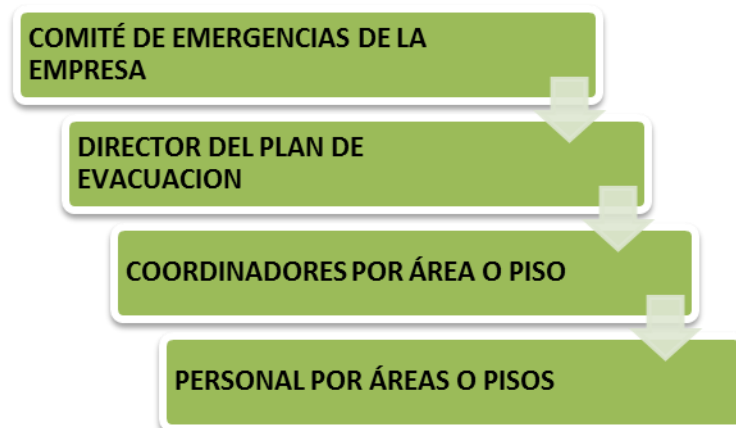 COMITÉ DE EMERGENCIAS DE LA
EMPRESA
DIRECTOR DEL PLAN DE
EVACUACION
COORDINADORES POR ÁREA O PISO
PERSONAL POR ÁREAS O PISOS